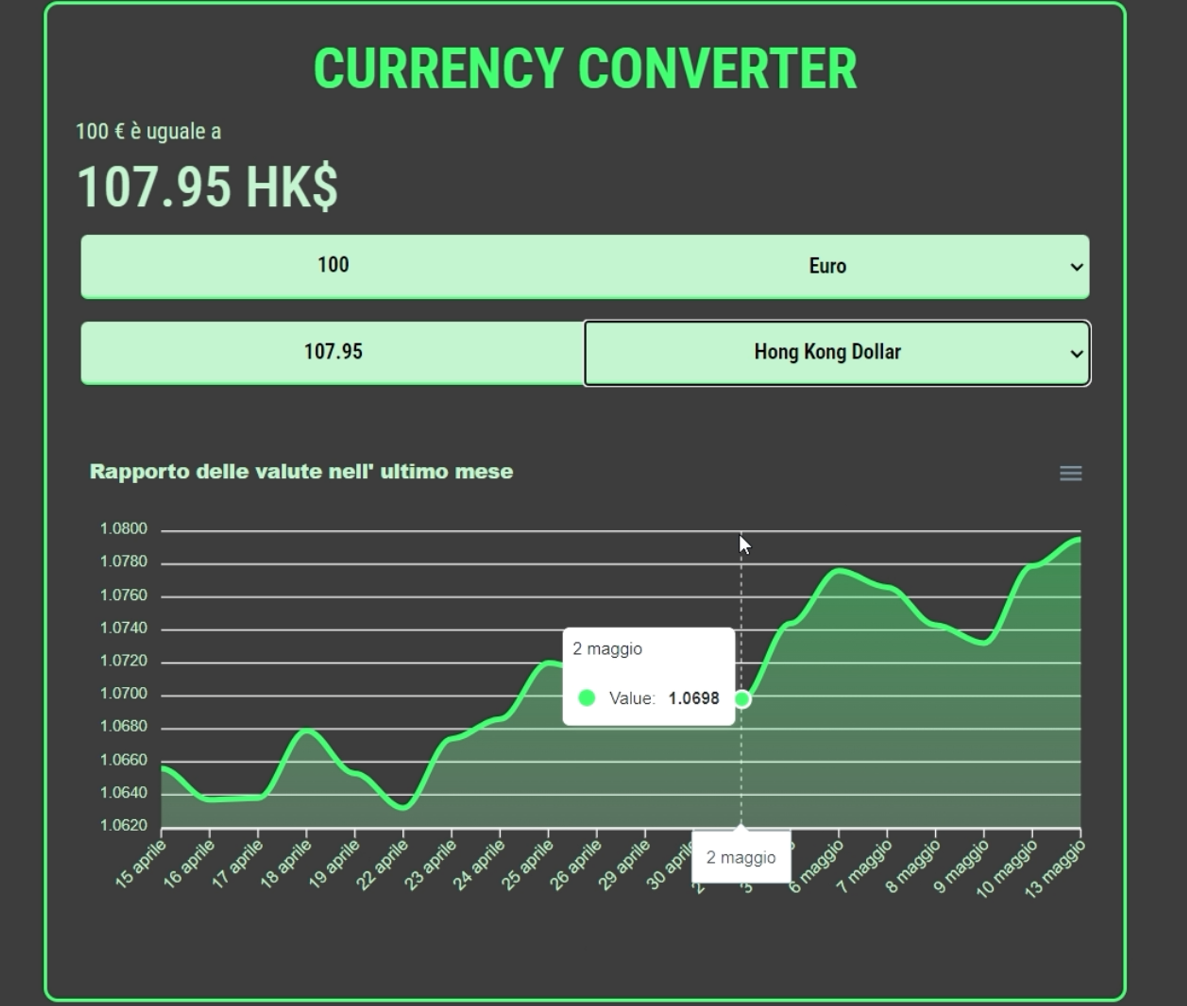 CURRENCY CONVERTER
100 € è uguale a
107.95 HK$
100 Euro
107.95 Hong Kong Dollar
Rapporto delle valute nell' ultimo mese
1.0800
1.0780
1.0760
1.0740
1.0720
1.0700
1.0680
1.0660
1.0640
1.0620
2 maggio
Value: 1.0698
15 aprile
16 aprile
17 aprile
18 aprile
19 aprile
22 aprile
23 aprile
24 aprile
25 aprile
26 aprile
29 aprile
30 aprile
2 maggio
6 maggio
7 maggio
8 maggio
9 maggio
10 maggio
13 maggio